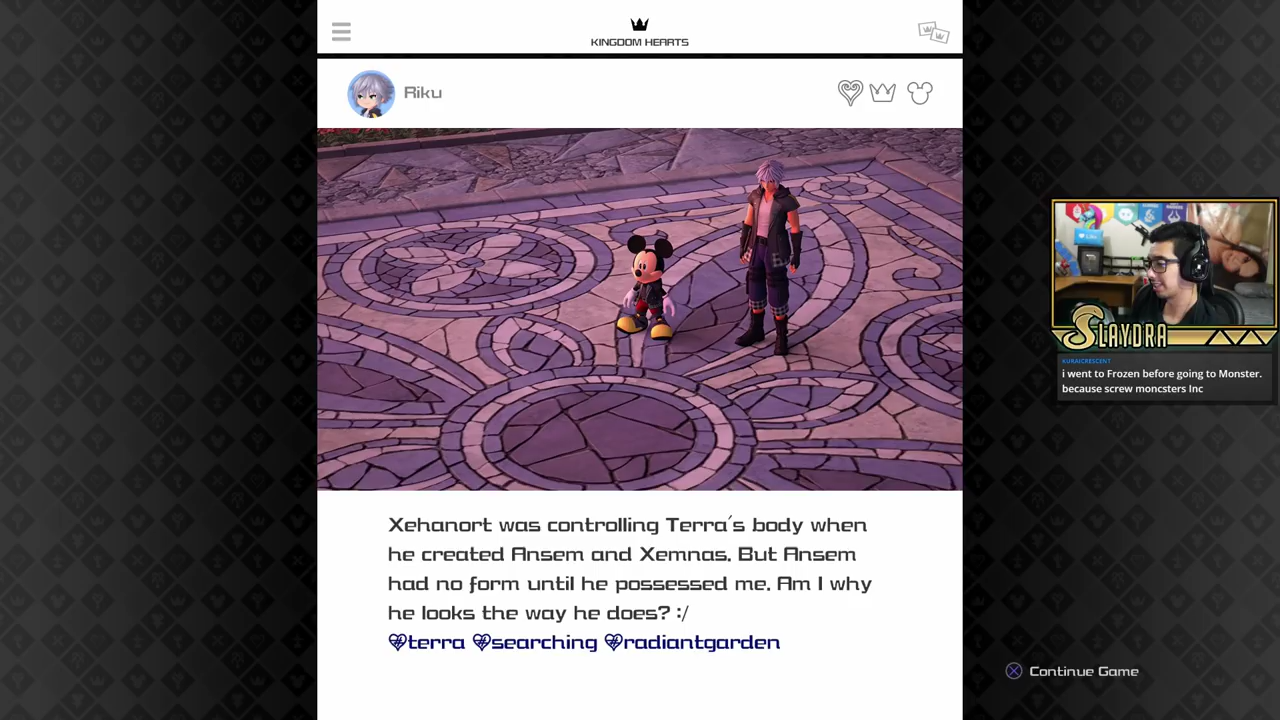 KINGDOM HEARTS
Riku
SLAYDRA
KURAICRESCENT
i went to Frozen before going to Monster.
because screw moncsters Inc
Xehanort was controlling Terra's body when
he created Ansem and Xemnas. But Ansem
had no form until he possessed me. Am I why
he looks the way he does? :/
#terra #searching #radiantgarden
Continue Game